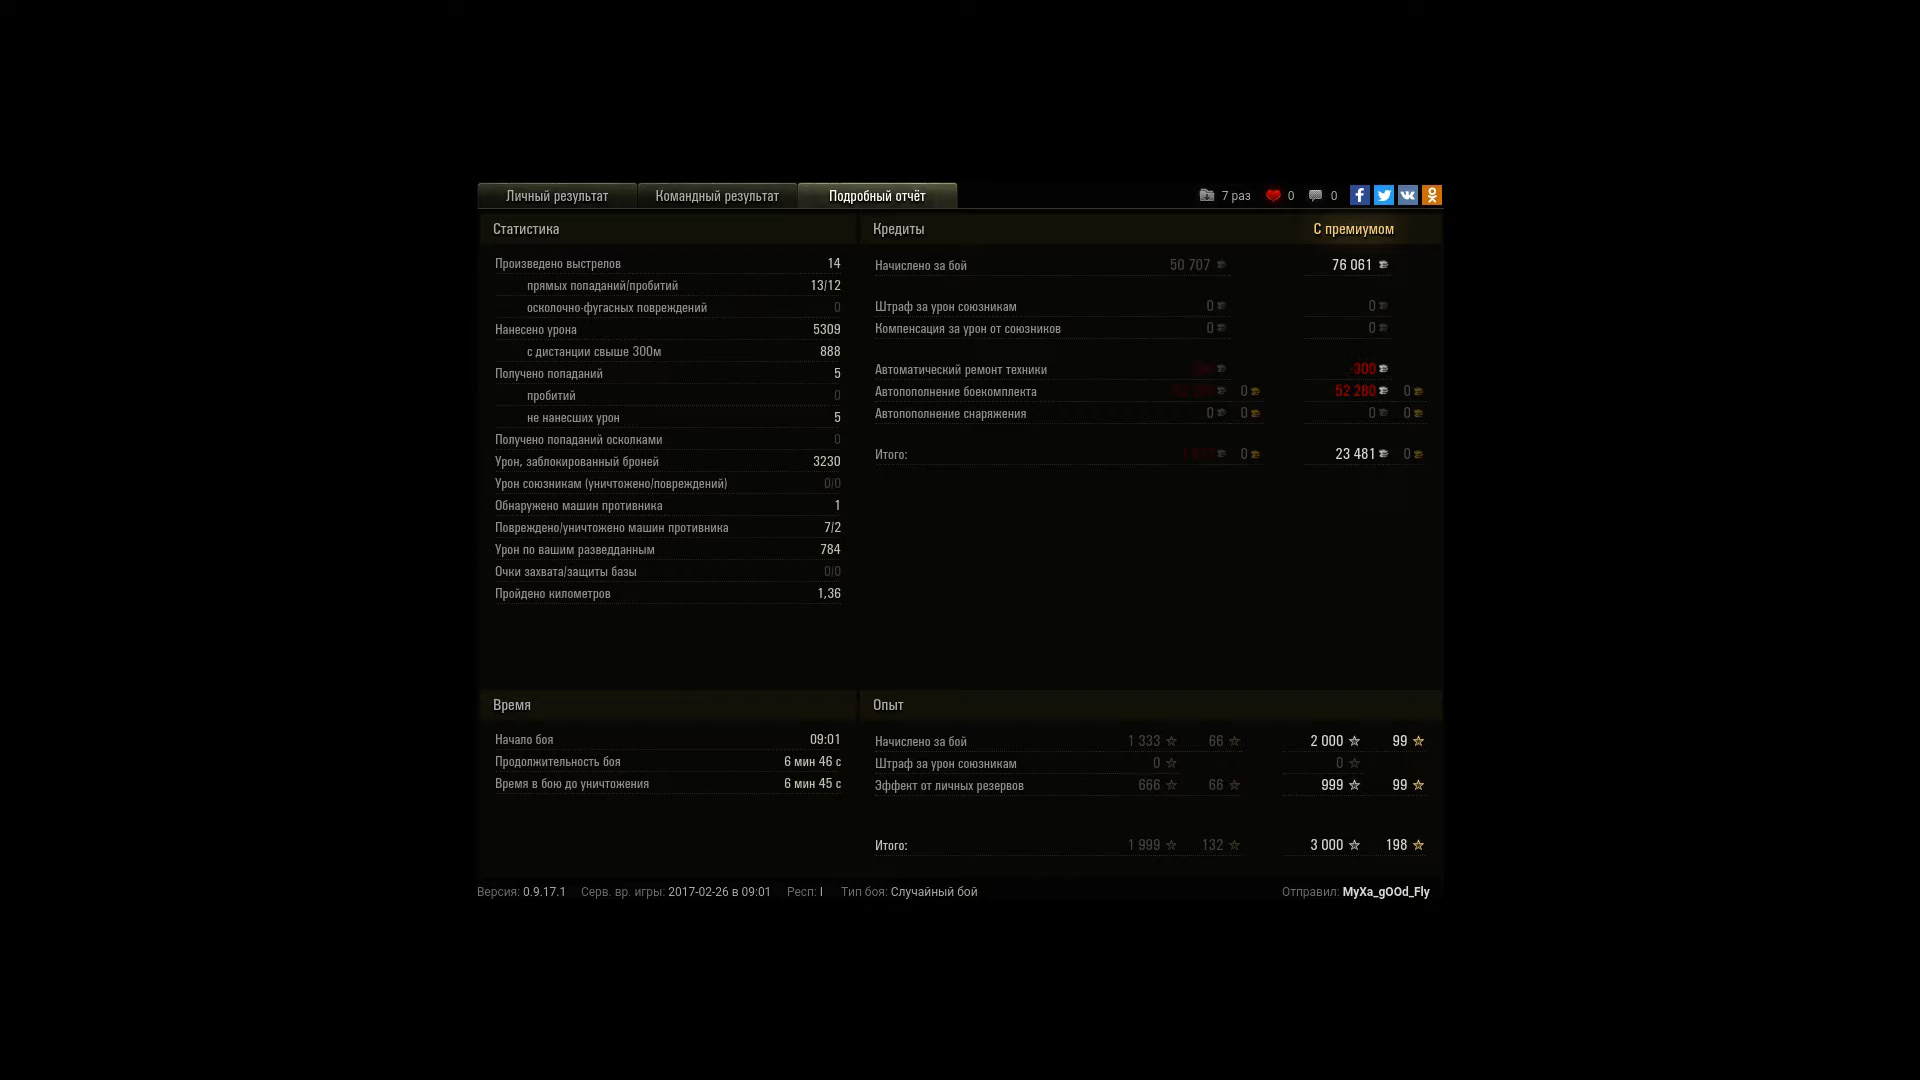 Личный результат Командный результат Подробный отчёт 7 раз 0 0
Статистика
Произведено выстрелов 14
прямых попаданий/пробитий 13/12
осколочно-фугасных повреждений 0
Нанесено урона 5309
с дистанции свыше 300м 888
Получено попаданий 5
пробитий 0
не нанесших урон 5
Получено попаданий осколками 0
Урон, заблокированный броней 3230
Урон союзникам (уничтожено/повреждений) 0/0
Обнаружено машин противника 1
Повреждено/уничтожено машин противника 7/2
Урон по вашим разведданным 784
Очки захвата/защиты базы 0/0
Пройдено километров 1,36
Кредиты С премиумом
Начислено за бой 50 707 76 061
Штраф за урон союзникам 0 0
Компенсация за урон от союзников 0 0
Автоматический ремонт техники -300
Автопополнение боекомплекта 0 -52 280 0
Автопополнение снаряжения 0 0 0 0
Итого: 0 23 481 0
Время
Начало боя 09:01
Продолжительность боя 6 мин 46 с
Время в бою до уничтожения 6 мин 45 с
Опыт
Начислено за бой 1 333 66 2 000 99
Штраф за урон союзникам 0 0
Эффект от личных резервов 666 66 999 99
Итого: 1 999 132 3 000 198
Версия: 0.9.17.1 Серв. вр. игры: 2017-02-26 в 09:01 Респ: I Тип боя: Случайный бой Отправил: MyXa_gOOd_Fly